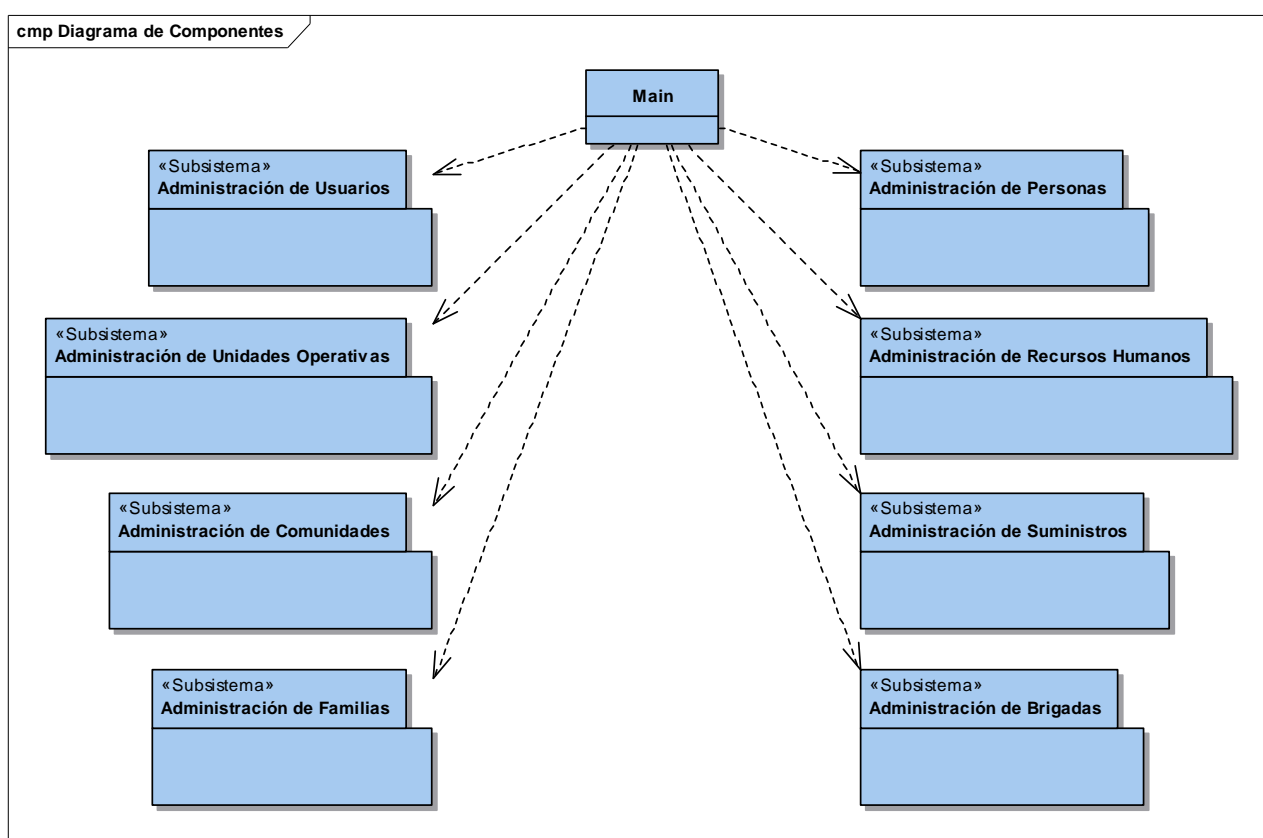 cmp Diagrama de Componentes
Main
«Subsistema»
Administración de Usuarios
«Subsistema»
Administración de Personas
«Subsistema»
Administración de Unidades Operativas
«Subsistema»
Administración de Recursos Humanos
«Subsistema»
Administración de Comunidades
«Subsistema»
Administración de Suministros
«Subsistema»
Administración de Familias
«Subsistema»
Administración de Brigadas